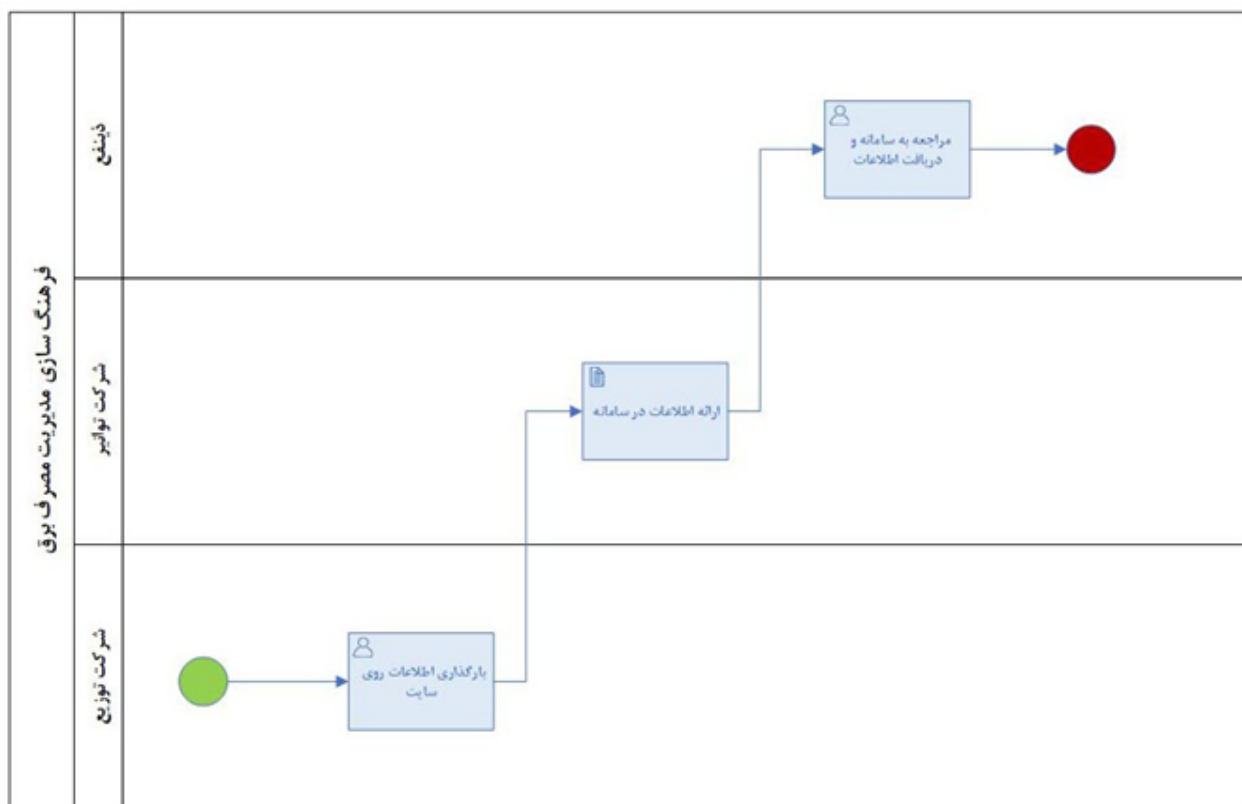 فرهنگ سازی مدیریت مصرف برق
ذینفع
مراجعه به سامانه و
دریافت اطلاعات
شرکت توانیر
ارائه اطلاعات در سامانه
شرکت توزیع
بارگذاری اطلاعات روی
سایت